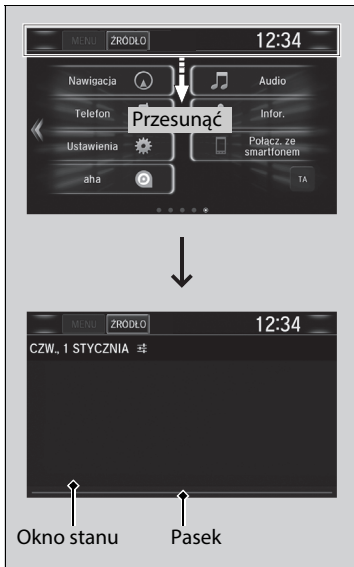 MENU ŹRÓDŁO 12:34
Nawigacja Audio
Telefon Infor.
Przesunąć
Ustawienia Połącz. ze smartfonem
aha TA
MENU ŹRÓDŁO 12:34
CZW., 1 STYCZNIA
Okno stanu Pasek